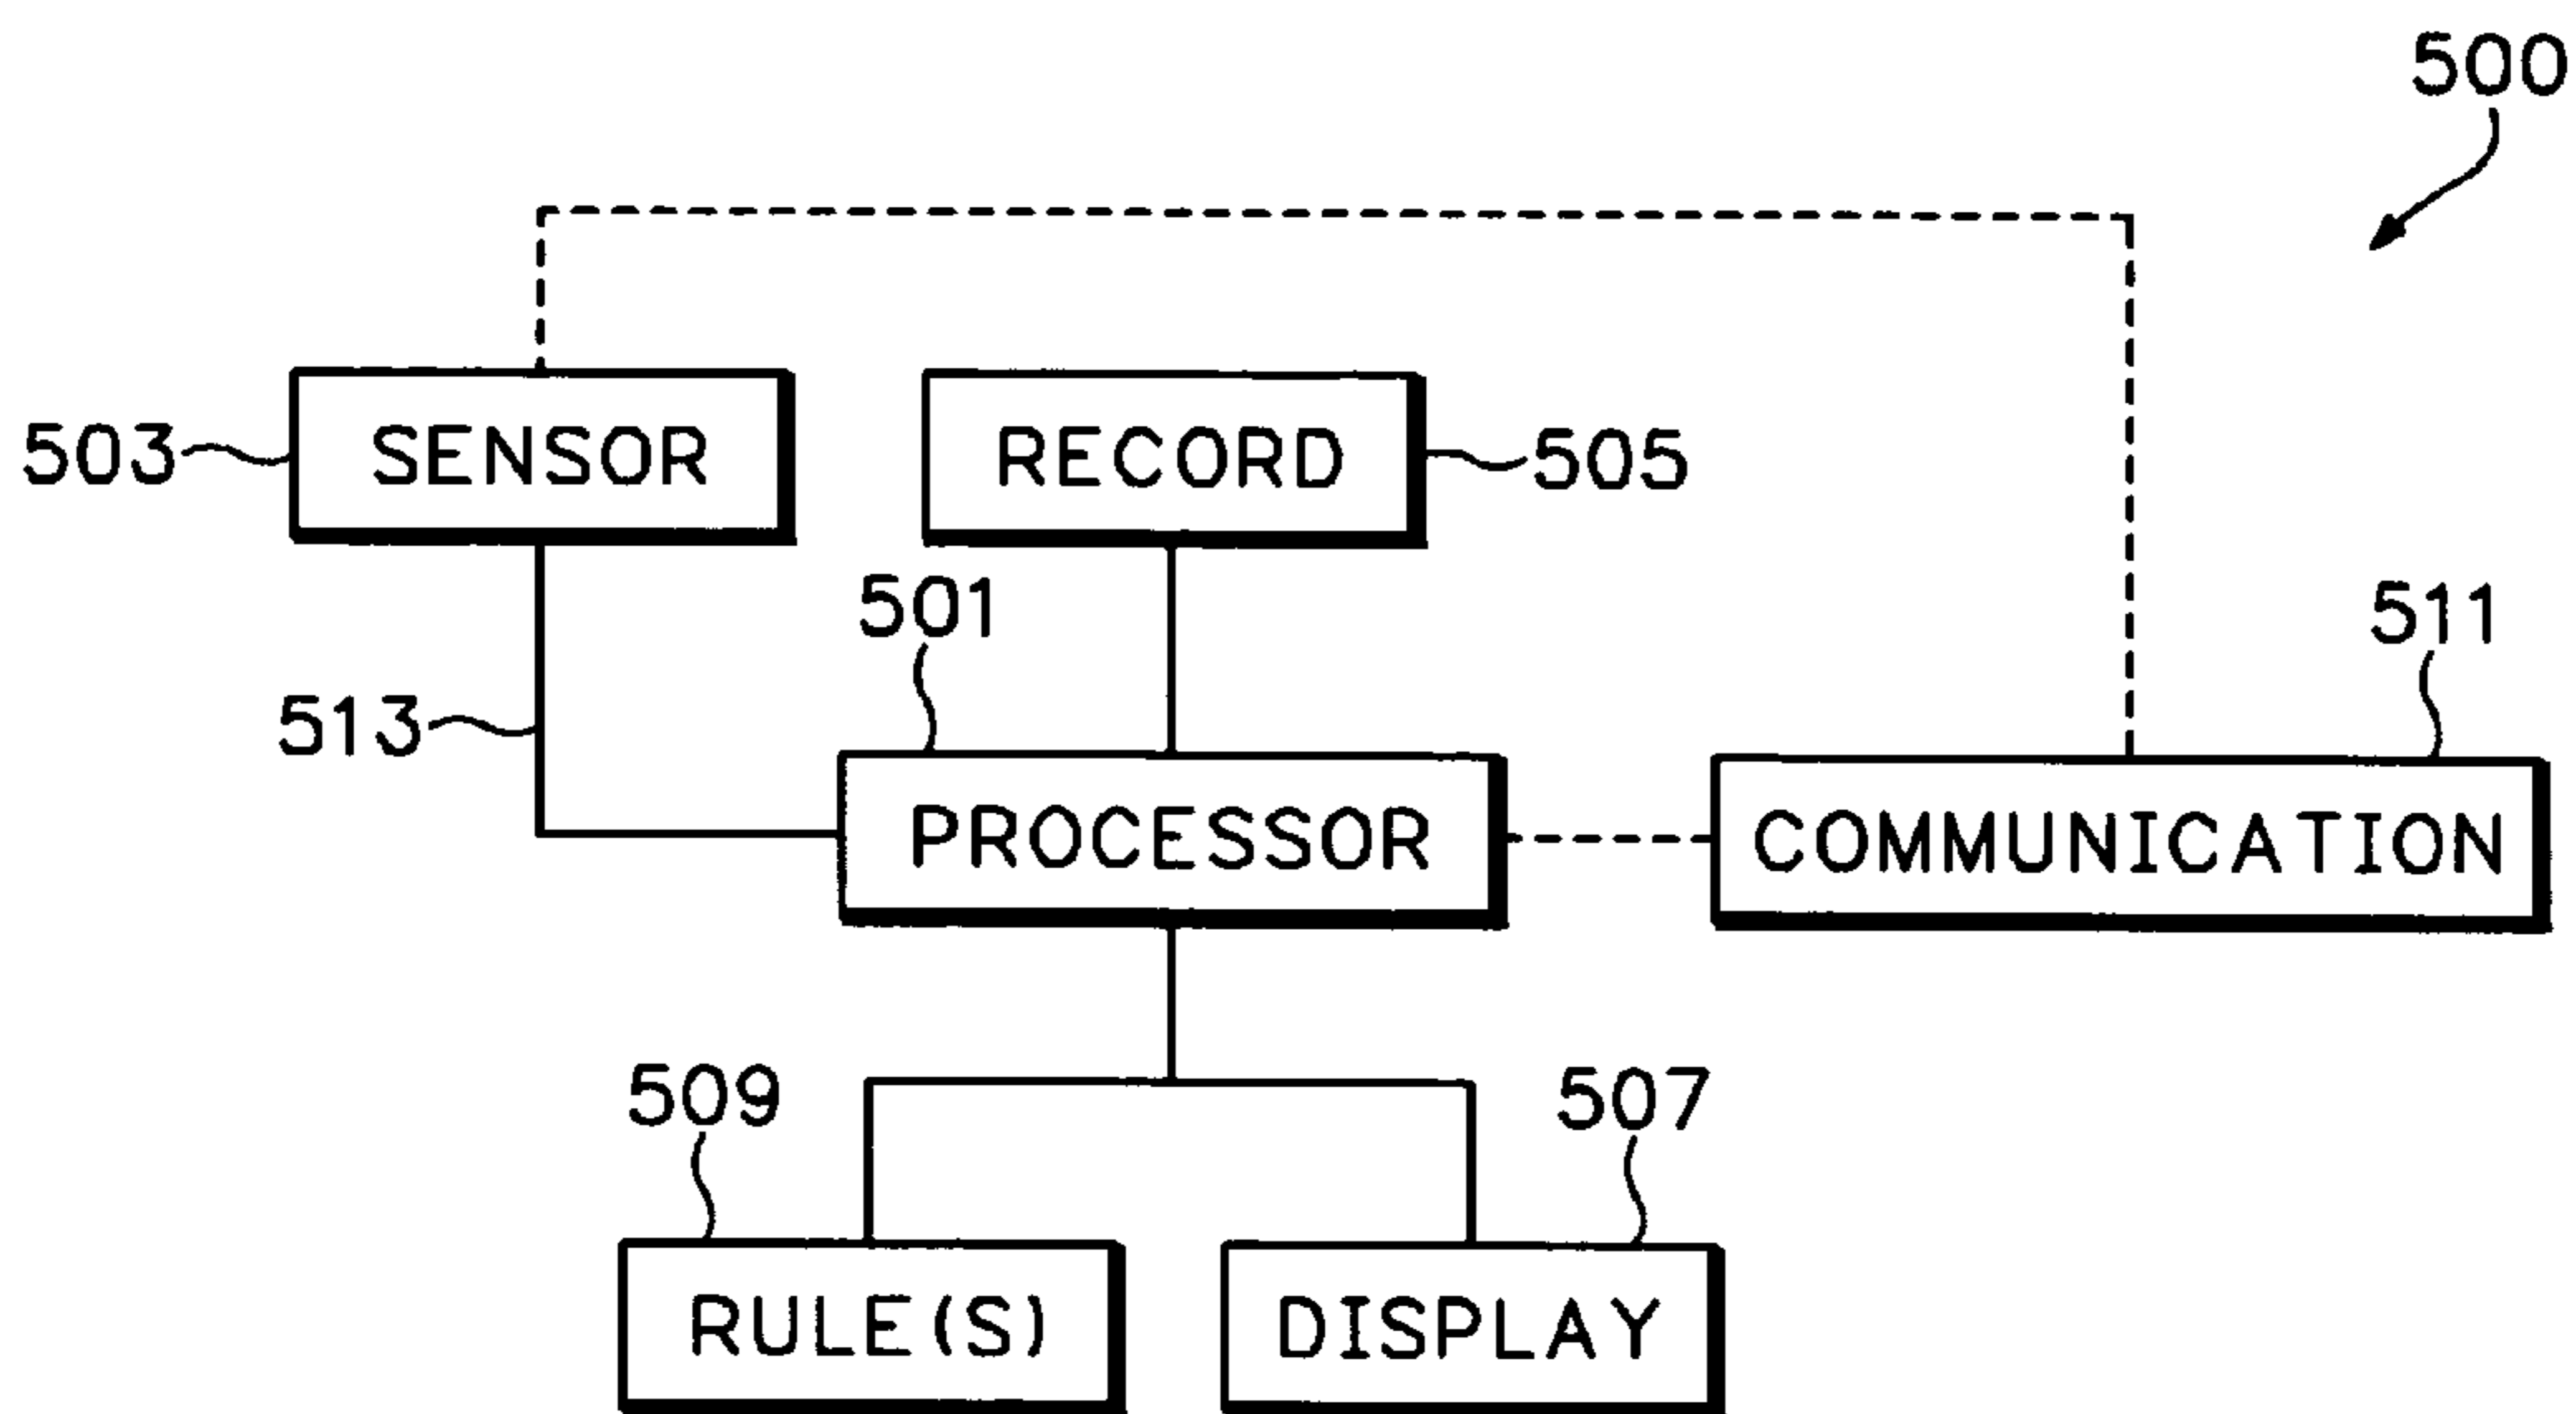 500
503
SENSOR
RECORD
505
501
511
513
PROCESSOR
COMMUNICATION
509
507
RULE(S)
DISPLAY